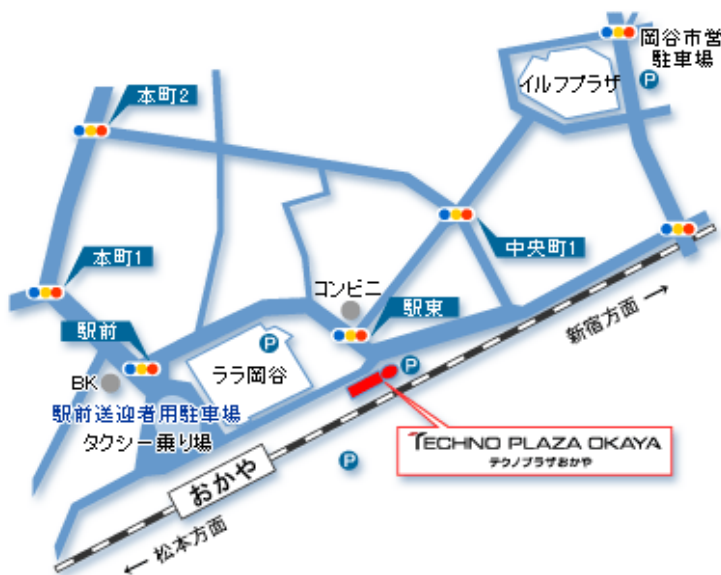 岡谷市営
駐車場
P
イルフプラザ
本町2
中央町1
本町1
コンビニ
駅東
新宿方面
駅前
P
ララ岡谷
P
BK
駅前送迎者用駐車場
タクシー乗り場
TECHNO PLAZA OKAYA
テクノプラザおかや
おかや
P
松本方面